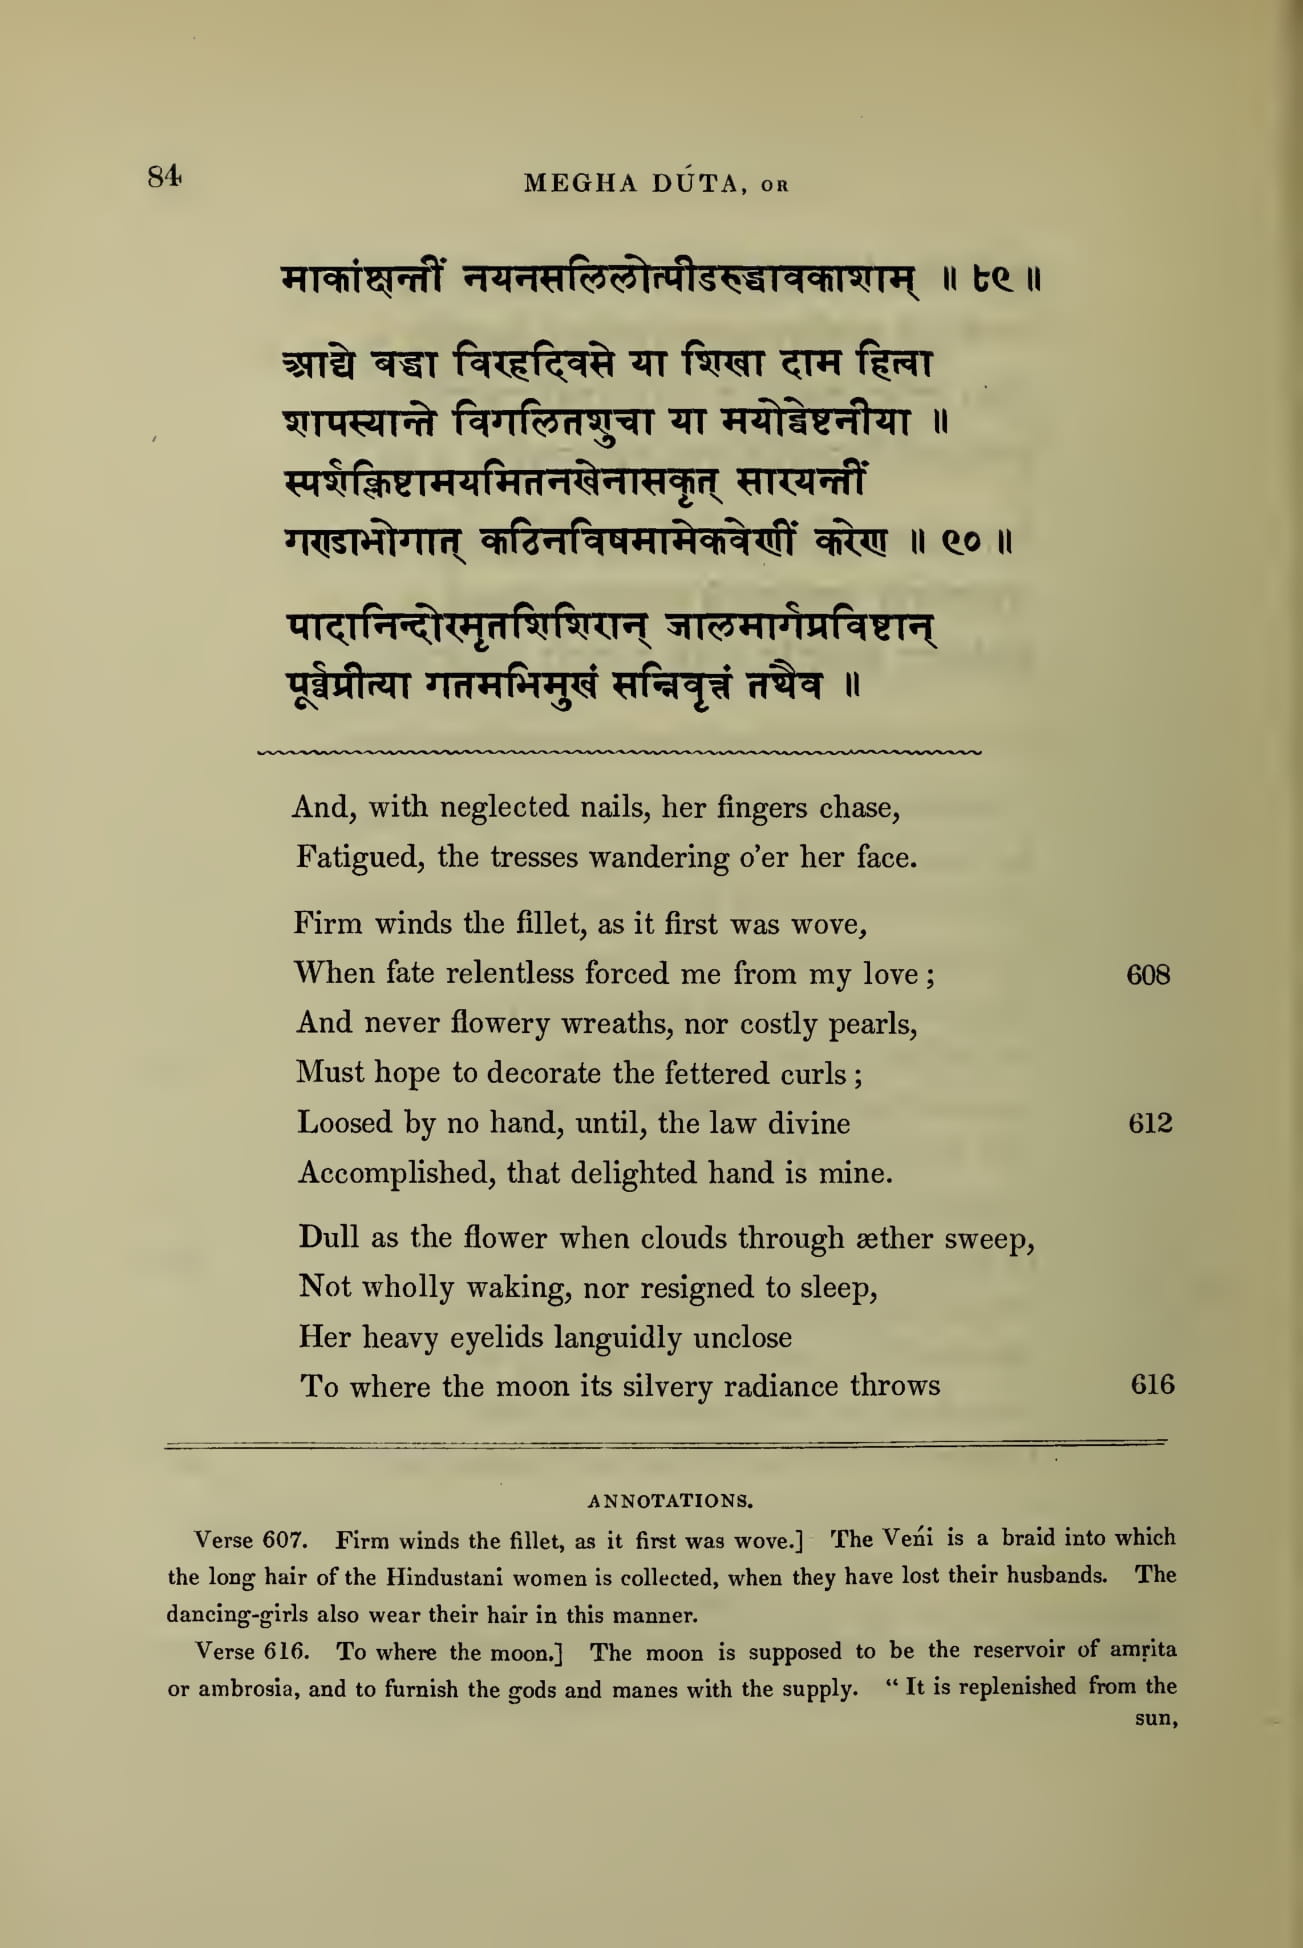 84
MEGHA DÚTA, OR
माकांक्षन्तीं नयनसलिलोत्पीडरुद्धावकाशाम् ॥ ८९ ॥
आद्ये बद्धा विरहदिवसे या शिखा दाम हित्वा
शापस्यान्ते विगलितशुचा या मयोद्वेष्टनीया ॥
स्पर्शक्लिष्टामयमितनखेनासकृत् सारयन्तीं
गण्डाभोगात् कठिनविषमामेकवेणीं करेण ॥ ९० ॥
पादानिन्दोरमृतशिशिरान् जालमार्गप्रविष्टान्
पूर्व्वप्रीत्या गतमभिमुखं सन्निवृत्तं तथैव ॥
And, with neglected nails, her fingers chase,
Fatigued, the tresses wandering o'er her face.
Firm winds the fillet, as it first was wove,
When fate relentless forced me from my love; 608
And never flowery wreaths, nor costly pearls,
Must hope to decorate the fettered curls;
Loosed by no hand, until, the law divine 612
Accomplished, that delighted hand is mine.
Dull as the flower when clouds through æther sweep,
Not wholly waking, nor resigned to sleep,
Her heavy eyelids languidly unclose
To where the moon its silvery radiance throws 616
ANNOTATIONS.
Verse 607. Firm winds the fillet, as it first was wove.] The Veńi is a braid into which
the long hair of the Hindustani women is collected, when they have lost their husbands. The
dancing-girls also wear their hair in this manner.
Verse 616. To where the moon.] The moon is supposed to be the reservoir of amṛita
or ambrosia, and to furnish the gods and manes with the supply. "It is replenished from the
sun,